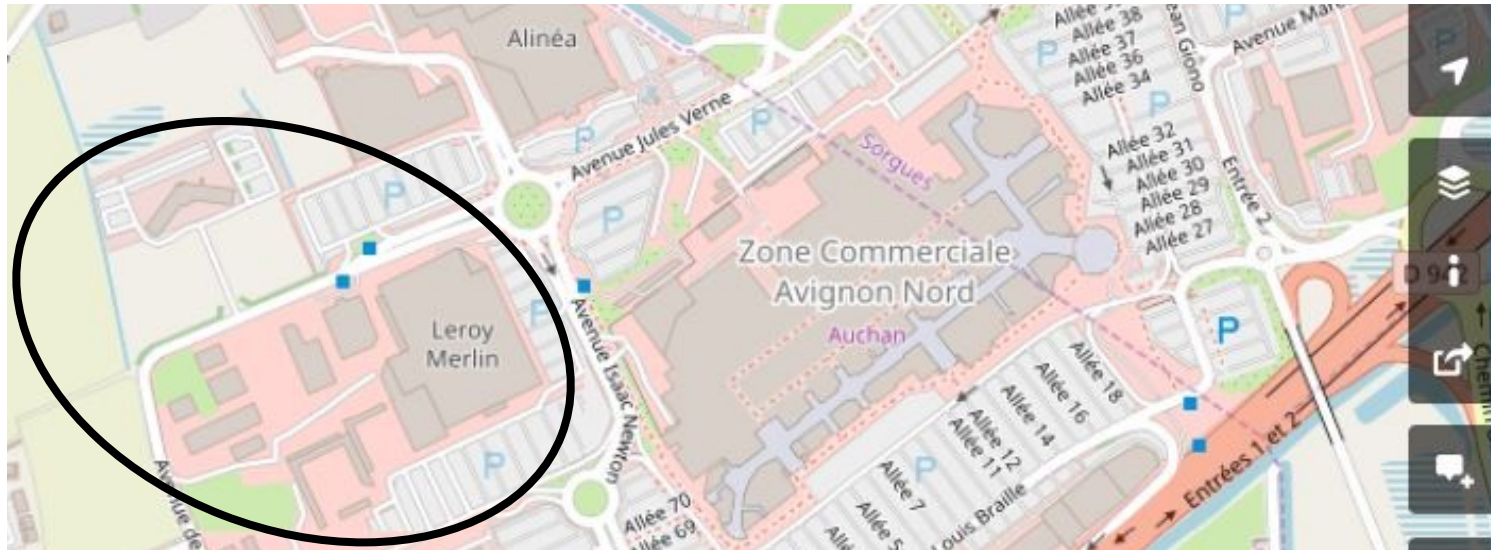 Alinéa
Avenue Jules Verne
P
P
P
P
P
P
P
P
P
P
Allée 38
Allée 37
Allée 36
Allée 34
Allée 32
Allée 31
Allée 30
Allée 29
Allée 28
Allée 27
Entrée 2
Sorgues
Auchan
Zone Commerciale
Avignon Nord
Leroy
Merlin
Avenue Isaac Newton
Allée 18
Allée 16
Allée 14
Allée 12
Allée 11
Allée 7
Louis Braille
Entrées 1 et 2
Allée 70
Allée 69
Avenue de